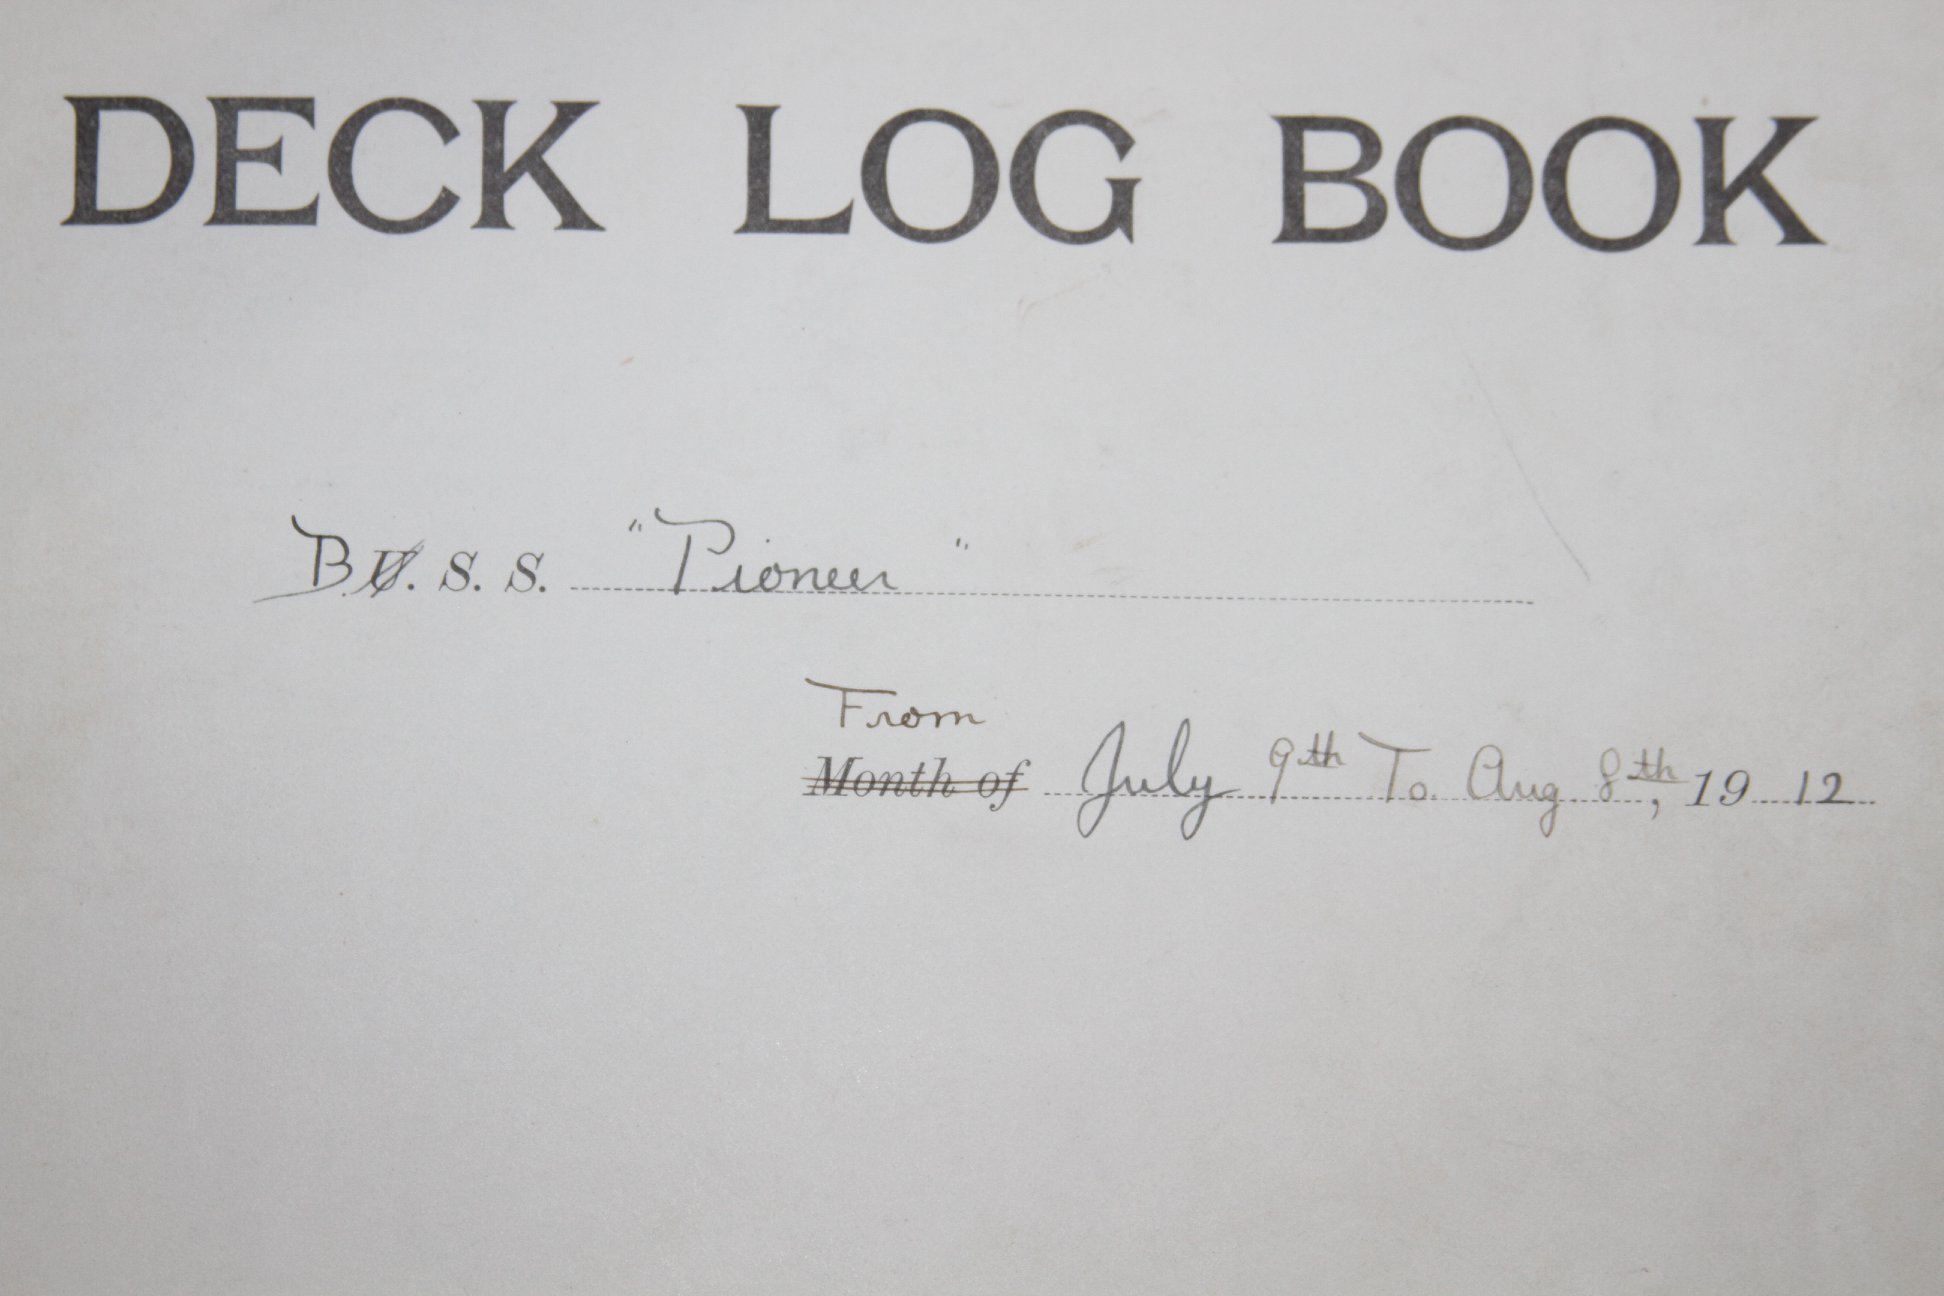 DECK LOG BOOK
B.U. S. S. "Pioneer"
From
Month of July 9th To Aug 8th, 1912